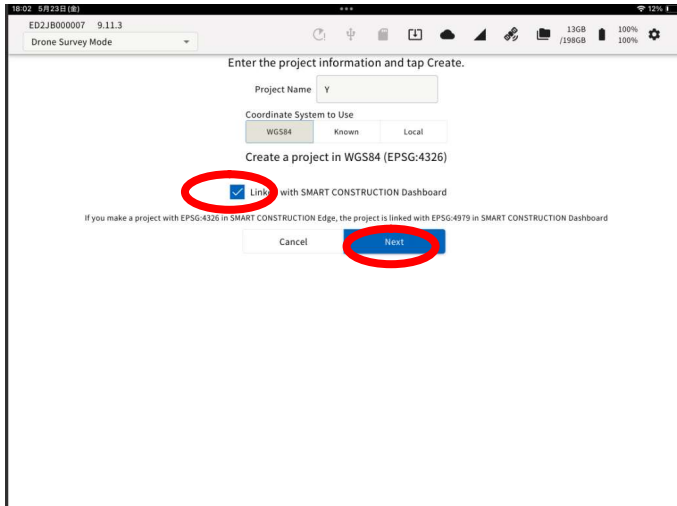 18:02 5月23日(金)
12%
ED2JB000007 9.11.3
Drone Survey Mode
13GB
/198GB
100%
100%
Enter the project information and tap Create.
Project Name Y
Coordinate System to Use
WGS84 Known Local
Create a project in WGS84 (EPSG:4326)
Linked with SMART CONSTRUCTION Dashboard
If you make a project with EPSG:4326 in SMART CONSTRUCTION Edge, the project is linked with EPSG:4979 in SMART CONSTRUCTION Dashboard
Cancel Next